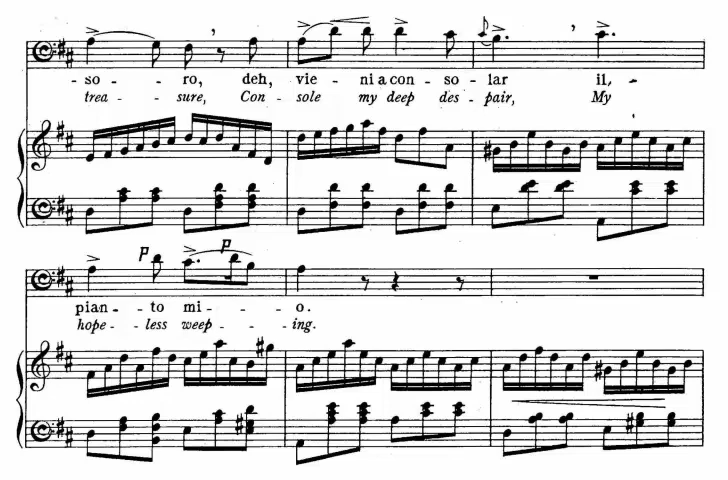 - so - - ro, deh, vie - ni a con - so - lar il
trea - - sure, Con - sole my deep des - pair, My
p p
pian - - to mi - - o.
hope - less weep - - ing.